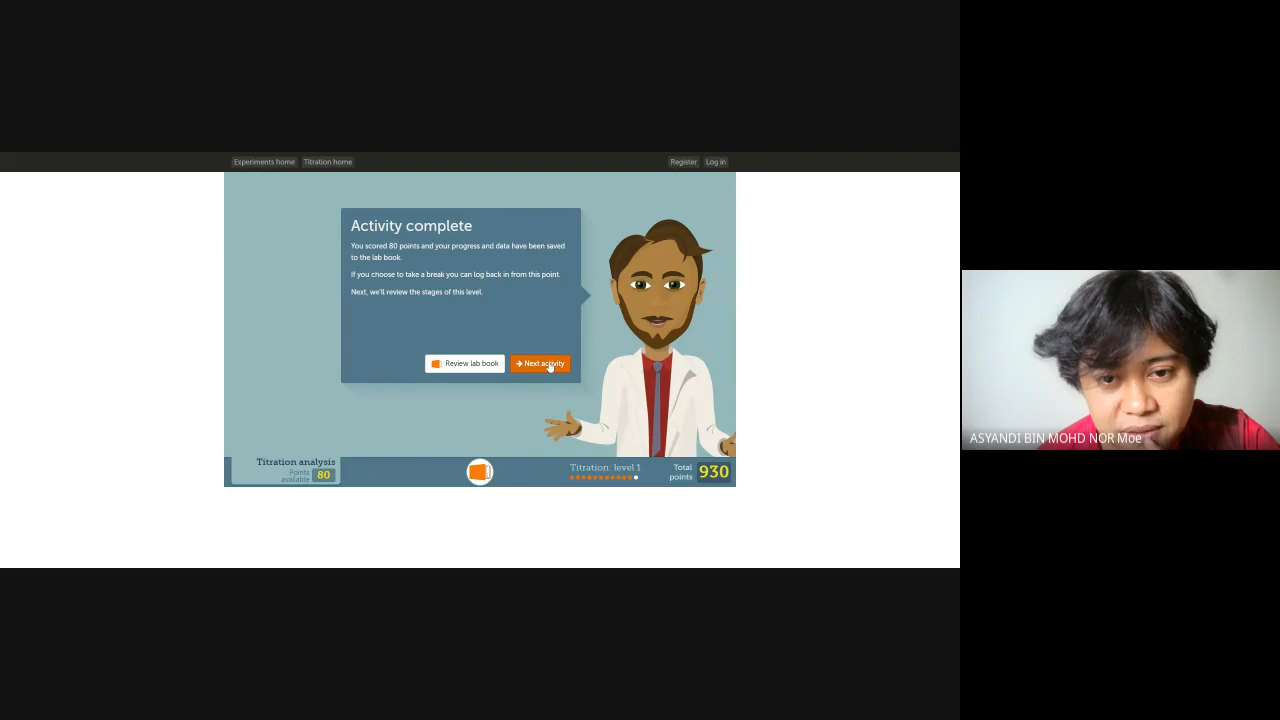 Experiments home
Titration home
Register
Log in
Activity complete
You scored 80 points and your progress and data have been saved
to the lab book.
If you choose to take a break you can log back in from this point.
Next, we'll review the stages of this level.
Review lab book
Next activity
Titration analysis
Points
available
80
Titration: level 1
Total
points
930
ASYANDI BIN MOHD NOR Moe